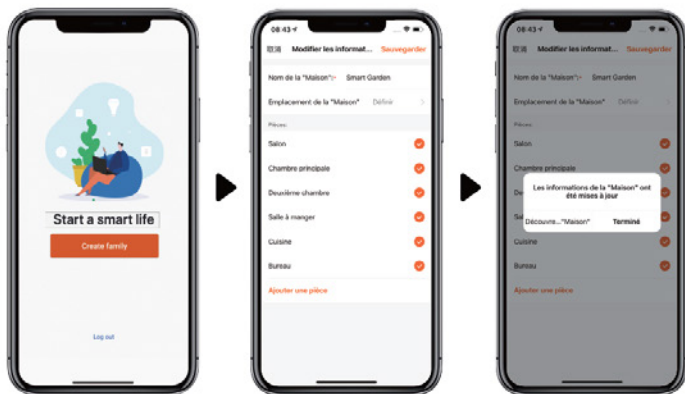 Start a smart life
Create family
Log out
08:43
取消 Modifier les informat... Sauvegarder
Nom de la "Maison":* Smart Garden
Emplacement de la "Maison" Définir
Pièces:
Salon
Chambre principale
Deuxième chambre
Salle à manger
Cuisine
Bureau
Ajouter une pièce
08:43
取消 Modifier les informat... Sauvegarder
Nom de la "Maison":* Smart Garden
Emplacement de la "Maison" Définir
Pièces:
Salon
Chambre principale
Les informations de la "Maison" ont
été mises à jour
Découvre..."Maison" Terminé
Cuisine
Bureau
Ajouter une pièce